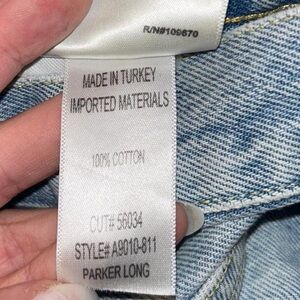 R/N#109670
MADE IN TURKEY
IMPORTED MATERIALS
100% COTTON
CUT# 56034
STYLE# A9010-811
PARKER LONG